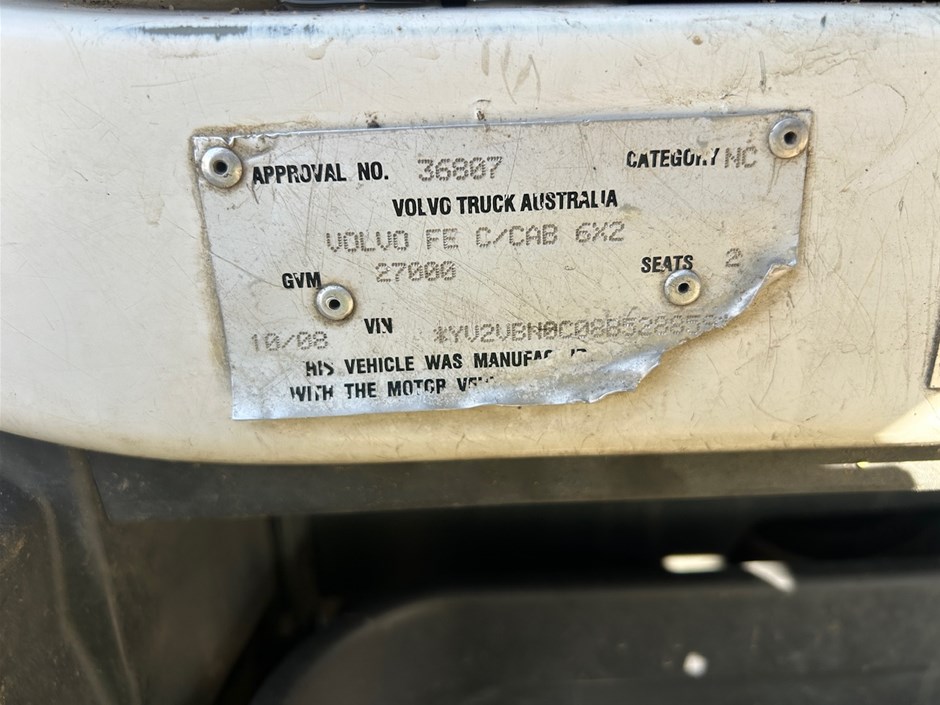 APPROVAL NO. 36807 CATEGORY NC
VOLVO TRUCK AUSTRALIA
VOLVO FE C/CAB 6X2
GVM 27000 SEATS 2
10/08 VIN
HIS VEHICLE WAS
WITH THE MOTOR